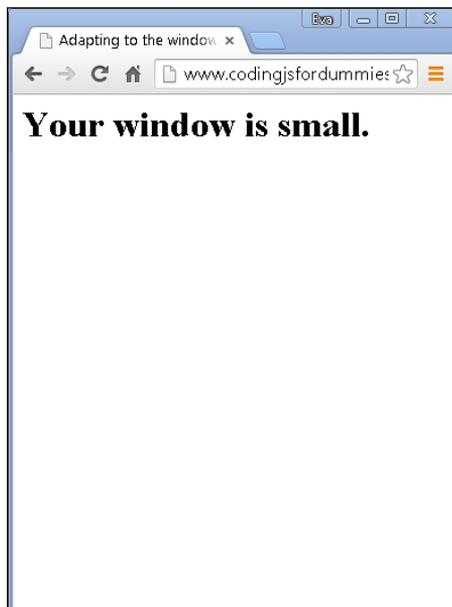 Eva
Adapting to the window
www.codingjsfordummies
Your window is small.